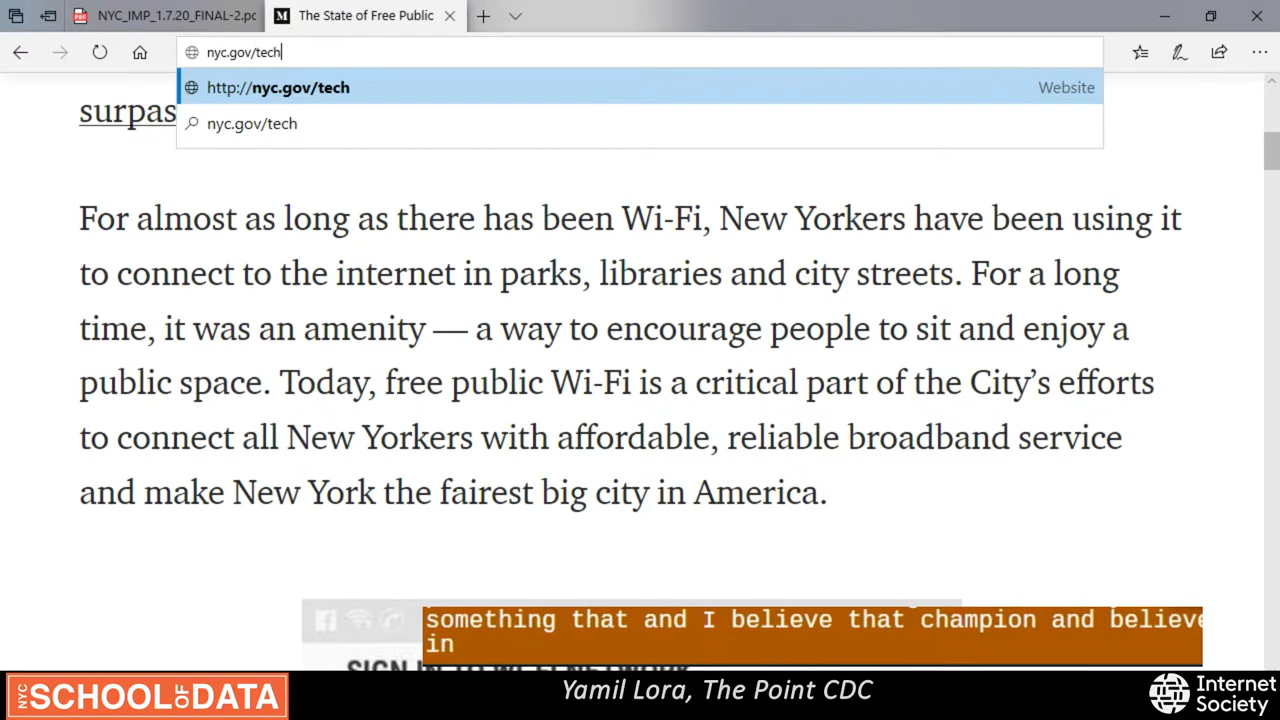 NYC_IMP_1.7.20_FINAL-2.pc
The State of Free Public
nyc.gov/tech
http://nyc.gov/tech
Website
nyc.gov/tech
surpas
For almost as long as there has been Wi-Fi, New Yorkers have been using it
to connect to the internet in parks, libraries and city streets. For a long
time, it was an amenity — a way to encourage people to sit and enjoy a
public space. Today, free public Wi-Fi is a critical part of the City’s efforts
to connect all New Yorkers with affordable, reliable broadband service
and make New York the fairest big city in America.
something that and I believe that champion and believe
in
SIGN IN TO WI-FI NETWORK
NYC SCHOOL OF DATA
Yamil Lora, The Point CDC
Internet
Society